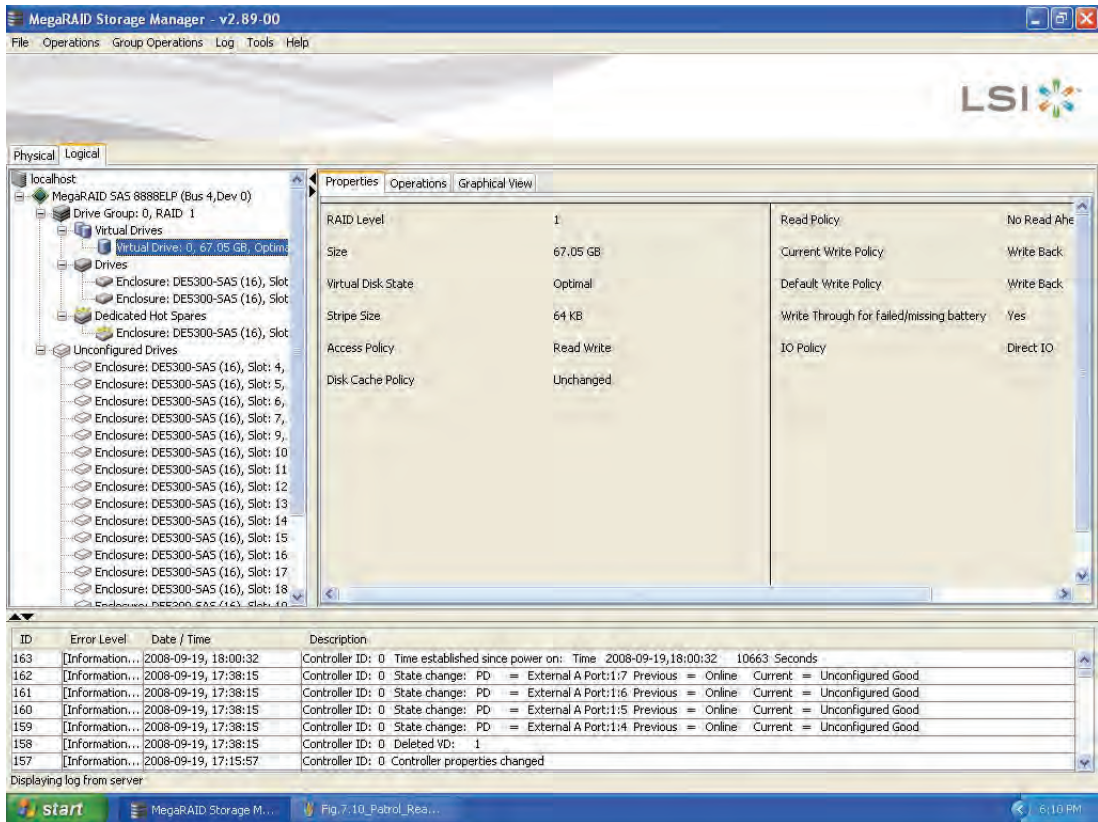 MegaRAID Storage Manager - v2.89-00
File Operations Group Operations Log Tools Help
LSI
Physical Logical
localhost
MegaRAID SAS 8888ELP (Bus 4,Dev 0)
Drive Group: 0, RAID 1
Virtual Drives
Virtual Drive: 0, 67.05 GB, Optima
Drives
Enclosure: DE5300-SAS (16), Slot
Enclosure: DE5300-SAS (16), Slot
Dedicated Hot Spares
Enclosure: DE5300-SAS (16), Slot
Unconfigured Drives
Enclosure: DE5300-SAS (16), Slot: 4,
Enclosure: DE5300-SAS (16), Slot: 5,
Enclosure: DE5300-SAS (16), Slot: 6,
Enclosure: DE5300-SAS (16), Slot: 7,
Enclosure: DE5300-SAS (16), Slot: 9,
Enclosure: DE5300-SAS (16), Slot: 10
Enclosure: DE5300-SAS (16), Slot: 11
Enclosure: DE5300-SAS (16), Slot: 12
Enclosure: DE5300-SAS (16), Slot: 13
Enclosure: DE5300-SAS (16), Slot: 14
Enclosure: DE5300-SAS (16), Slot: 15
Enclosure: DE5300-SAS (16), Slot: 16
Enclosure: DE5300-SAS (16), Slot: 17
Enclosure: DE5300-SAS (16), Slot: 18
Properties Operations Graphical View
RAID Level 1 Read Policy No Read Ahe
Size 67.05 GB Current Write Policy Write Back
Virtual Disk State Optimal Default Write Policy Write Back
Stripe Size 64 KB Write Through for failed/missing battery Yes
Access Policy Read Write IO Policy Direct IO
Disk Cache Policy Unchanged
ID Error Level Date / Time Description
163 [Information... 2008-09-19, 18:00:32 Controller ID: 0 Time established since power on: Time 2008-09-19,18:00:32 10663 Seconds
162 [Information... 2008-09-19, 17:38:15 Controller ID: 0 State change: PD = External A Port:1:7 Previous = Online Current = Unconfigured Good
161 [Information... 2008-09-19, 17:38:15 Controller ID: 0 State change: PD = External A Port:1:6 Previous = Online Current = Unconfigured Good
160 [Information... 2008-09-19, 17:38:15 Controller ID: 0 State change: PD = External A Port:1:5 Previous = Online Current = Unconfigured Good
159 [Information... 2008-09-19, 17:38:15 Controller ID: 0 State change: PD = External A Port:1:4 Previous = Online Current = Unconfigured Good
158 [Information... 2008-09-19, 17:38:15 Controller ID: 0 Deleted VD: 1
157 [Information... 2008-09-19, 17:15:57 Controller ID: 0 Controller properties changed
Displaying log from server
start MegaRAID Storage M... Fig.7.10_Patrol_Rea... 6:10 PM